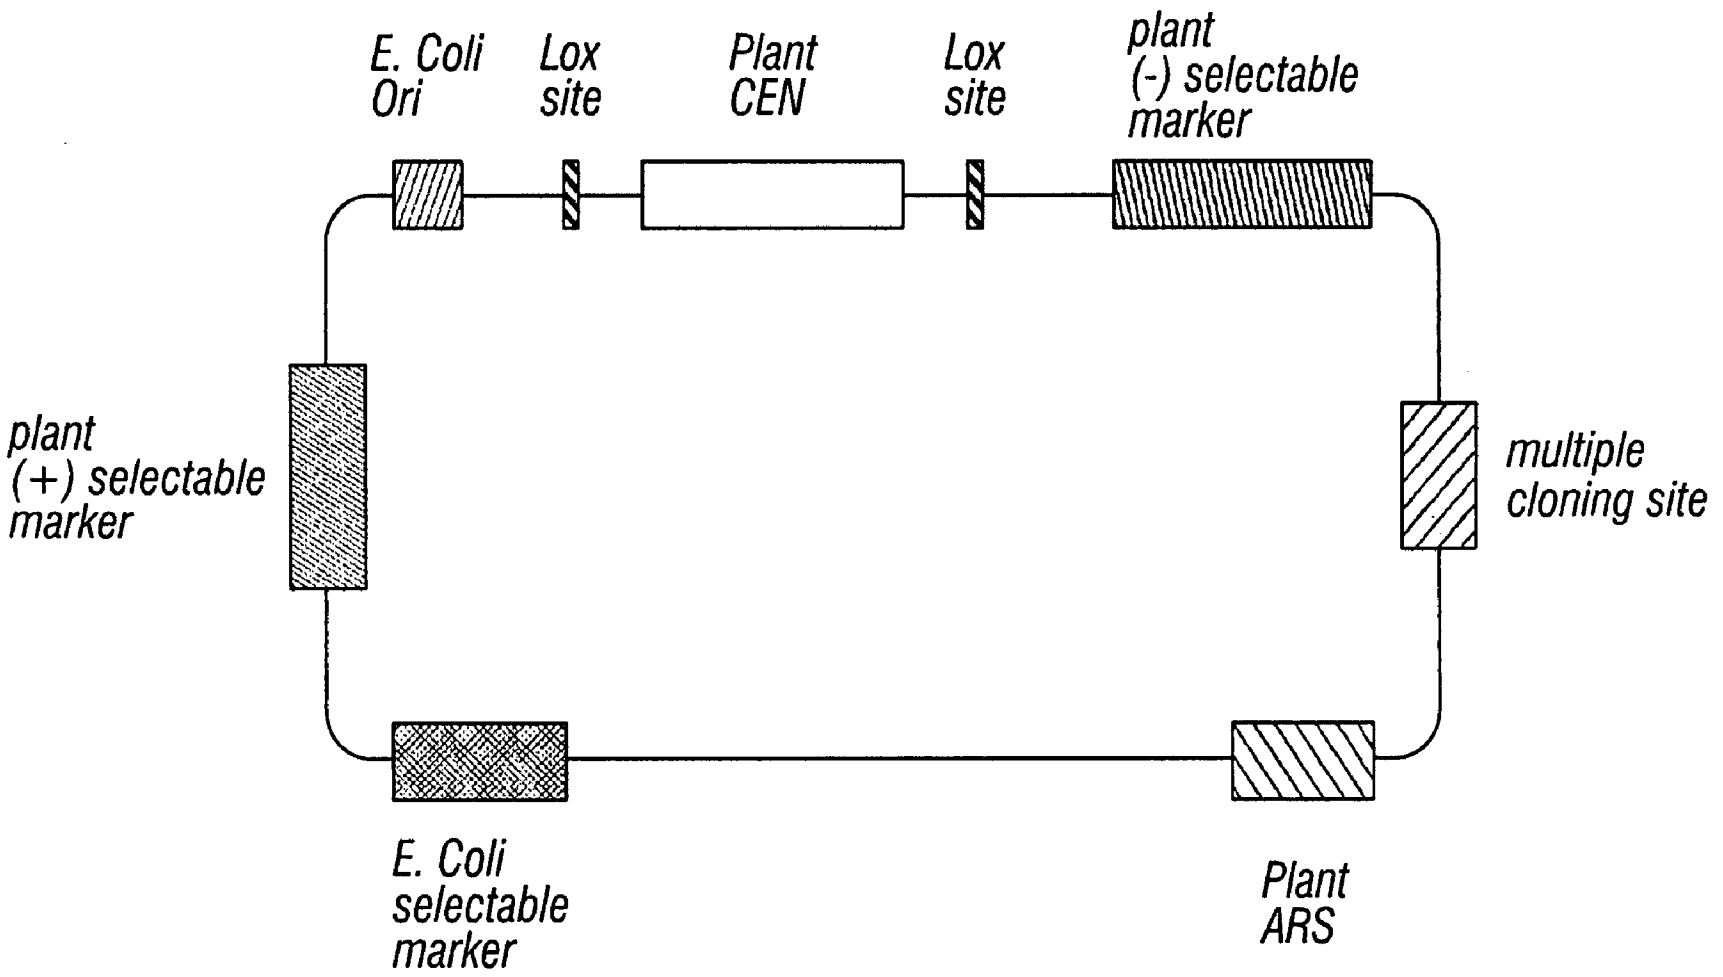 E. Coli
Ori
Lox
site
Plant
CEN
Lox
site
plant
(-) selectable
marker
plant
(+) selectable
marker
multiple
cloning site
E. Coli
selectable
marker
Plant
ARS